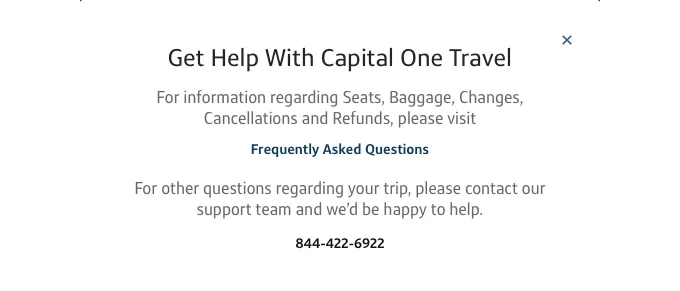 Get Help With Capital One Travel
For information regarding Seats, Baggage, Changes,
Cancellations and Refunds, please visit
Frequently Asked Questions
For other questions regarding your trip, please contact our
support team and we’d be happy to help.
844-422-6922